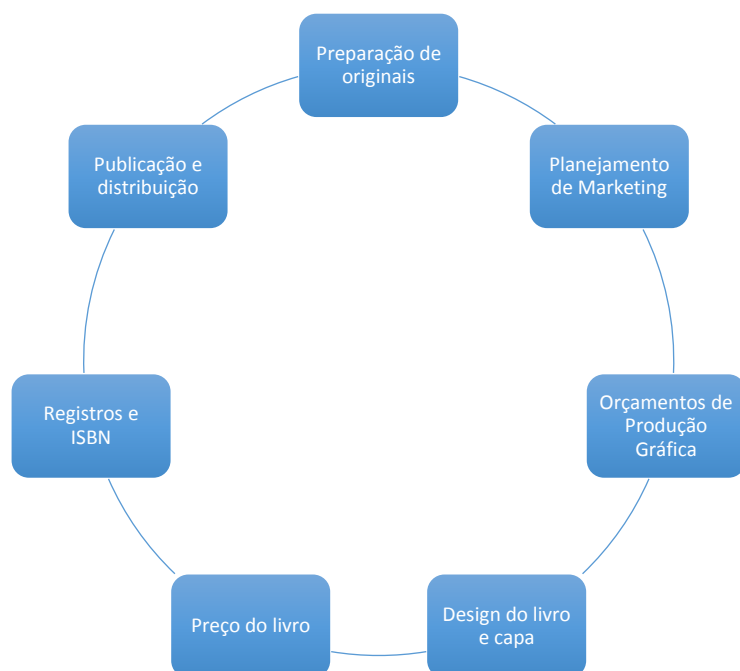 Preparação de
originais
Planejamento
de Marketing
Orçamentos de
Produção
Gráfica
Design do livro
e capa
Preço do livro
Registros e
ISBN
Publicação e
distribuição